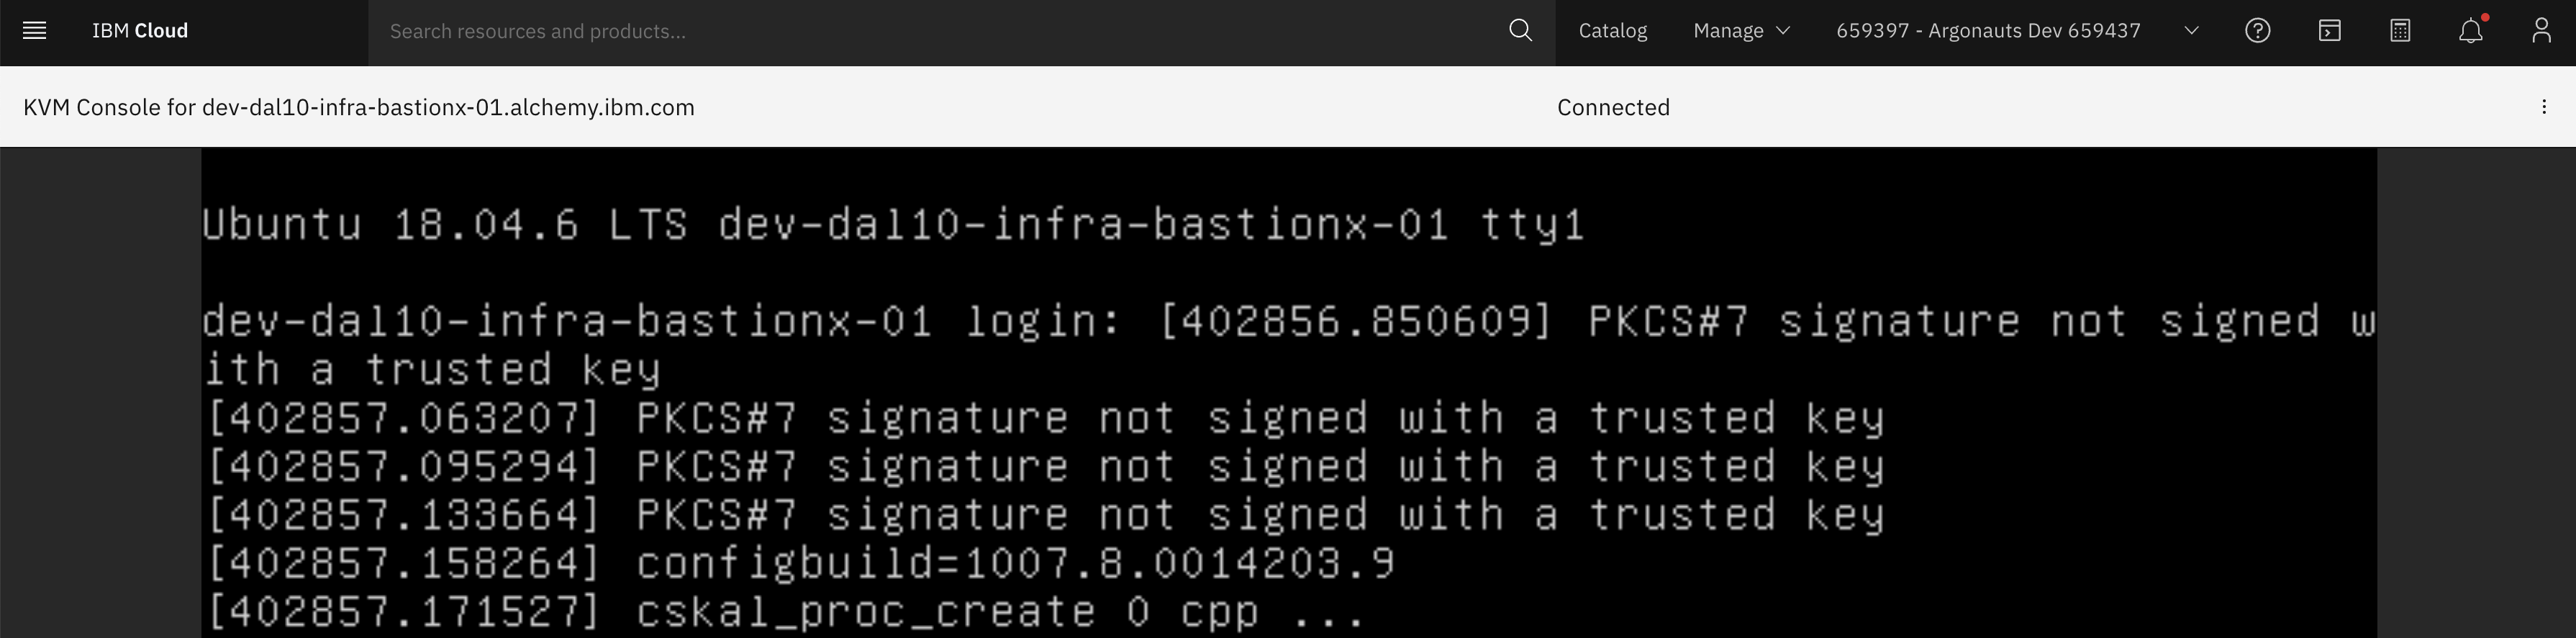 IBM Cloud
Search resources and products...
Catalog
Manage
659397 - Argonauts Dev 659437
KVM Console for dev-dal10-infra-bastionx-01.alchemy.ibm.com
Connected
Ubuntu 18.04.6 LTS dev-dal10-infra-bastionx-01 tty1
dev-dal10-infra-bastionx-01 login: [402856.850609] PKCS#7 signature not signed w
ith a trusted key
[402857.063207] PKCS#7 signature not signed with a trusted key
[402857.095294] PKCS#7 signature not signed with a trusted key
[402857.133664] PKCS#7 signature not signed with a trusted key
[402857.158264] configbuild=1007.8.0014203.9
[402857.171527] cskal_proc_create 0 cpp ...